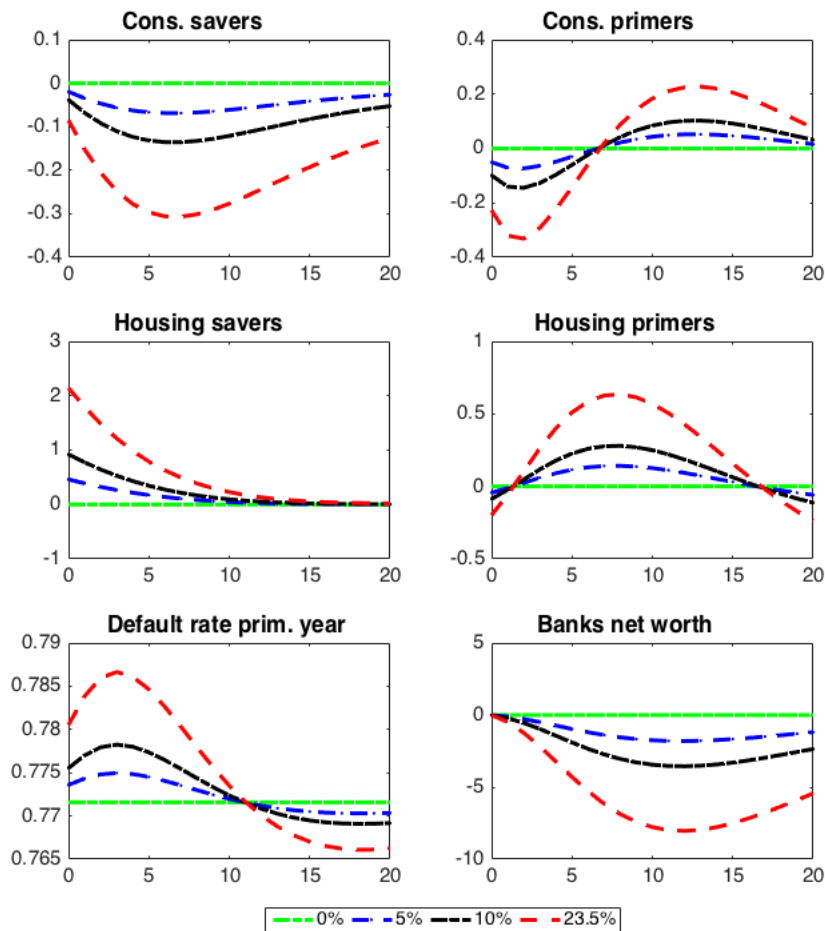 Cons. savers
0.1
0
-0.1
-0.2
-0.3
-0.4
0 5 10 15 20
Cons. primers
0.4
0.2
0
-0.2
-0.4
0 5 10 15 20
Housing savers
3
2
1
0
-1
0 5 10 15 20
Housing primers
1
0.5
0
-0.5
0 5 10 15 20
Default rate prim. year
0.79
0.785
0.78
0.775
0.77
0.765
0 5 10 15 20
Banks net worth
5
0
-5
-10
0 5 10 15 20
0% 5% 10% 23.5%